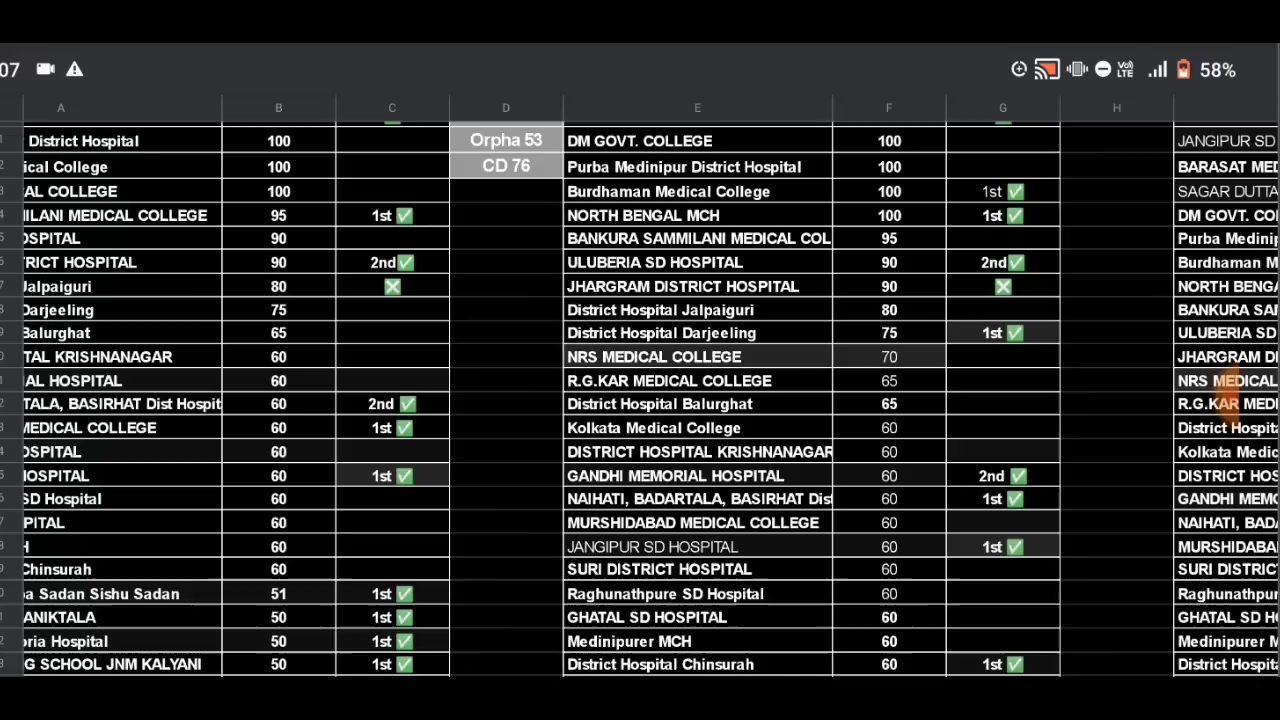 07 Vo) LTE 58%
A B C D E F G H
District Hospital 100 Orpha 53 DM GOVT. COLLEGE 100 JANGIPUR SD
ical College 100 CD 76 Purba Medinipur District Hospital 100 BARASAT MED
AL COLLEGE 100 Burdhaman Medical College 100 1st ✅ SAGAR DUTTA
ILANI MEDICAL COLLEGE 95 1st ✅ NORTH BENGAL MCH 100 1st ✅ DM GOVT. CO
OSPITAL 90 BANKURA SAMMILANI MEDICAL COL 95 Purba Medinip
RICT HOSPITAL 90 2nd✅ ULUBERIA SD HOSPITAL 90 2nd✅ Burdhaman M
Jalpaiguri 80 ❎ JHARGRAM DISTRICT HOSPITAL 90 ❎ NORTH BENG
Darjeeling 75 District Hospital Jalpaiguri 80 BANKURA SA
Balurghat 65 District Hospital Darjeeling 75 1st ✅ ULUBERIA SD
TAL KRISHNANAGAR 60 NRS MEDICAL COLLEGE 70 JHARGRAM D
AL HOSPITAL 60 R.G.KAR MEDICAL COLLEGE 65 NRS MEDICAL
TALA, BASIRHAT Dist Hospit 60 2nd ✅ District Hospital Balurghat 65 R.G.KAR MED
MEDICAL COLLEGE 60 1st ✅ Kolkata Medical College 60 District Hospita
OSPITAL 60 DISTRICT HOSPITAL KRISHNANAGAR 60 Kolkata Medic
HOSPITAL 60 1st ✅ GANDHI MEMORIAL HOSPITAL 60 2nd ✅ DISTRICT HOS
SD Hospital 60 NAIHATI, BADARTALA, BASIRHAT Dis 60 1st ✅ GANDHI MEMO
PITAL 60 MURSHIDABAD MEDICAL COLLEGE 60 NAIHATI, BADA
H 60 JANGIPUR SD HOSPITAL 60 1st ✅ MURSHIDABA
Chinsurah 60 SURI DISTRICT HOSPITAL 60 SURI DISTRIC
a Sadan Sishu Sadan 51 1st ✅ Raghunathpure SD Hospital 60 Raghunathpur
ANIKTALA 50 1st ✅ GHATAL SD HOSPITAL 60 GHATAL SD H
oria Hospital 50 1st ✅ Medinipurer MCH 60 Medinipurer M
G SCHOOL JNM KALYANI 50 1st ✅ District Hospital Chinsurah 60 1st ✅ District Hospita